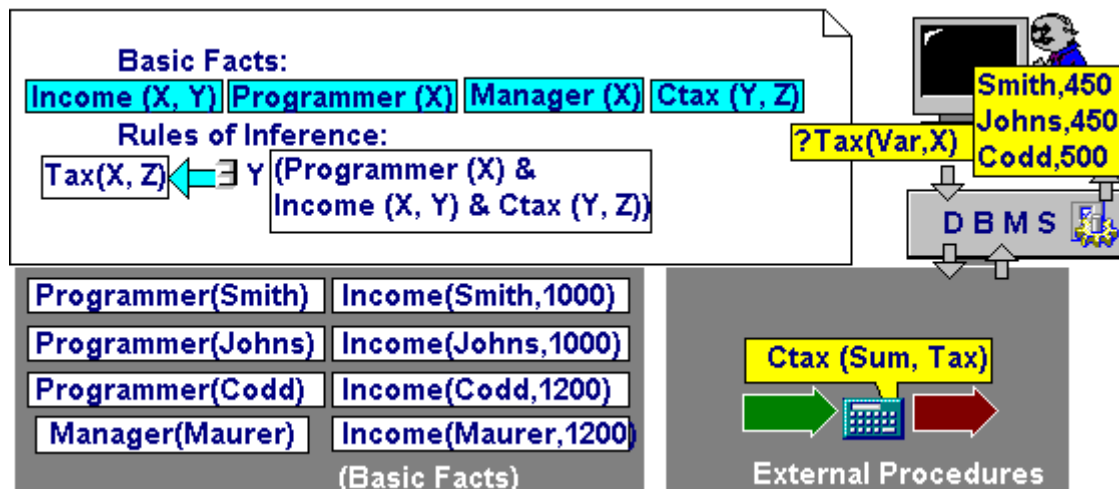 Basic Facts:
Income (X, Y) Programmer (X) Manager (X) Ctax (Y, Z)
Rules of Inference:
Tax(X, Z) ∃ Y (Programmer (X) &
Income (X, Y) & Ctax (Y, Z))
?Tax(Var,X)
Smith,450
Johns,450
Codd,500
D B M S
Programmer(Smith) Income(Smith,1000)
Programmer(Johns) Income(Johns,1000)
Programmer(Codd) Income(Codd,1200)
Manager(Maurer) Income(Maurer,1200)
(Basic Facts)
Ctax (Sum, Tax)
External Procedures